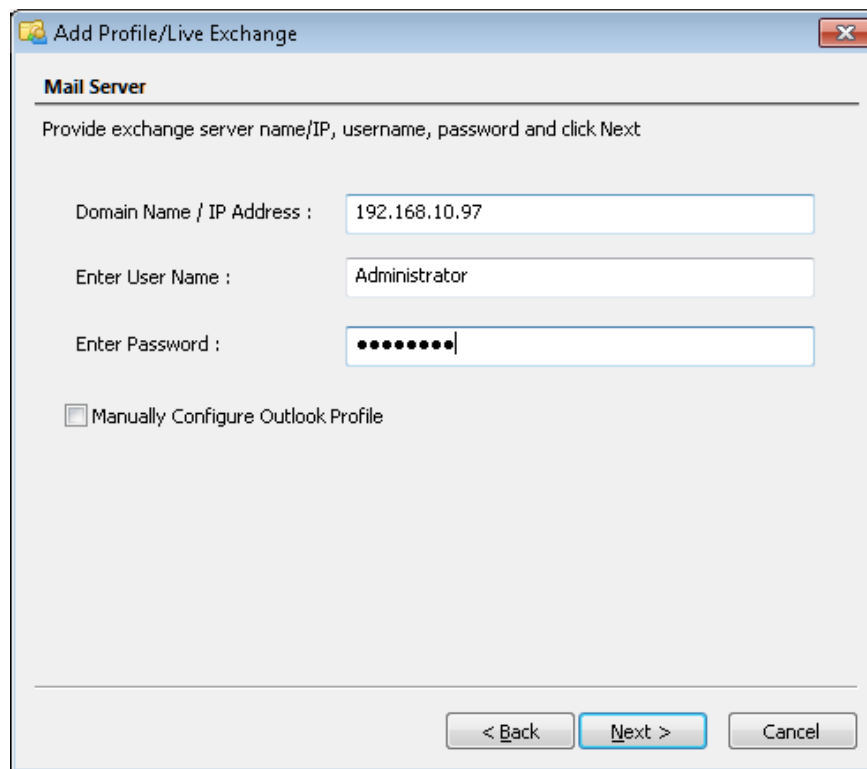 Add Profile/Live Exchange
Mail Server
Provide exchange server name/IP, username, password and click Next
Domain Name / IP Address : 192.168.10.97
Enter User Name : Administrator
Enter Password : ●●●●●●●●
Manually Configure Outlook Profile
< Back Next > Cancel